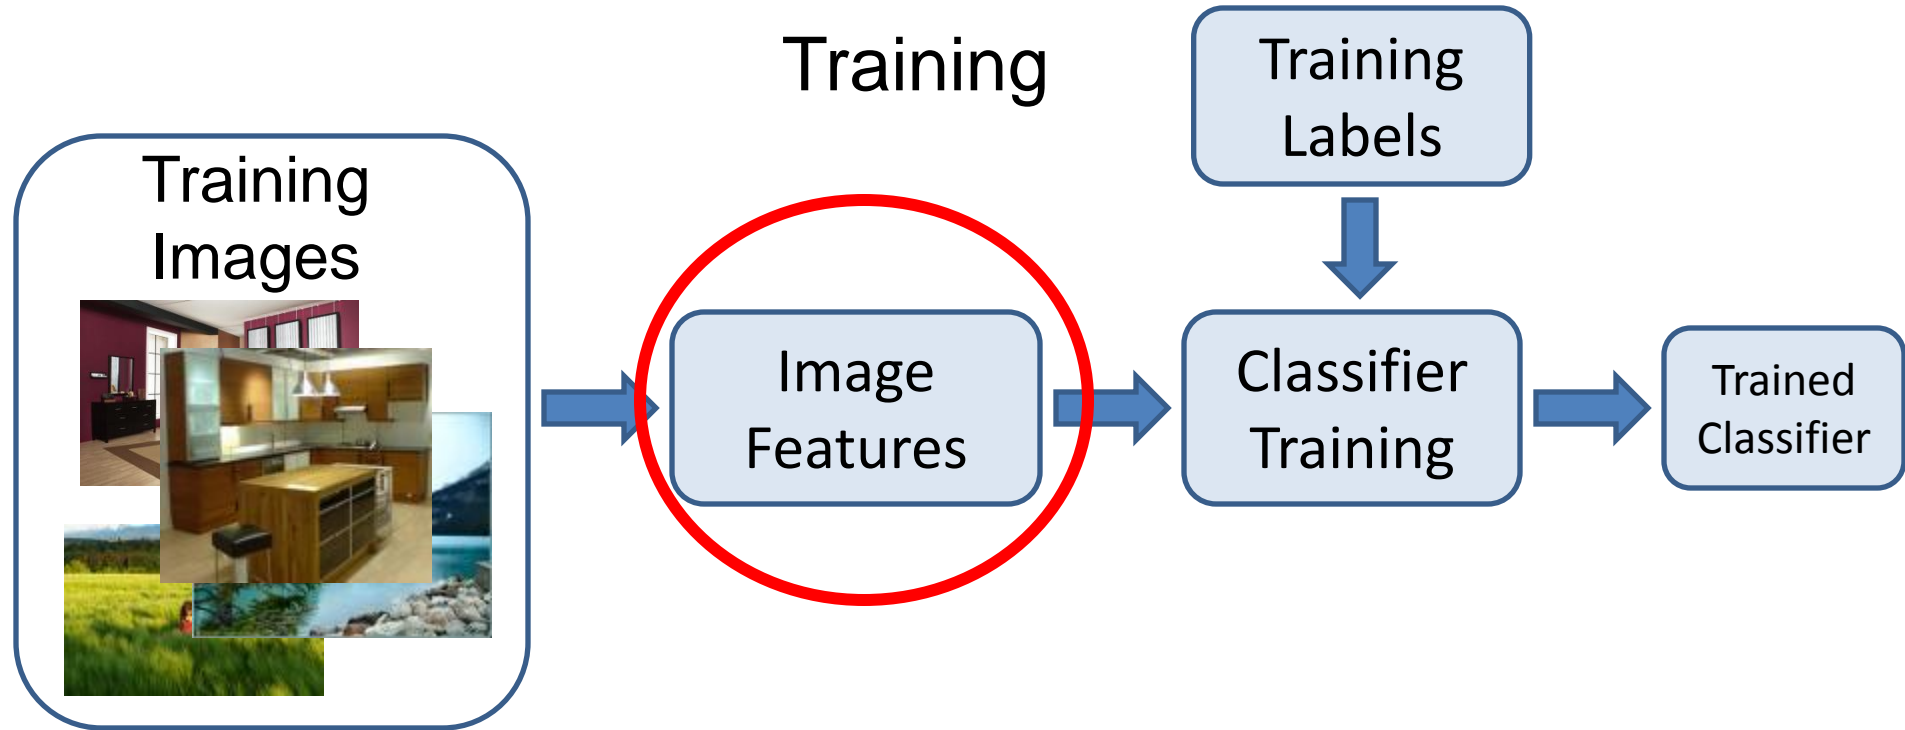 Training
Training
Labels
Training
Images
Image
Features
Classifier
Training
Trained
Classifier